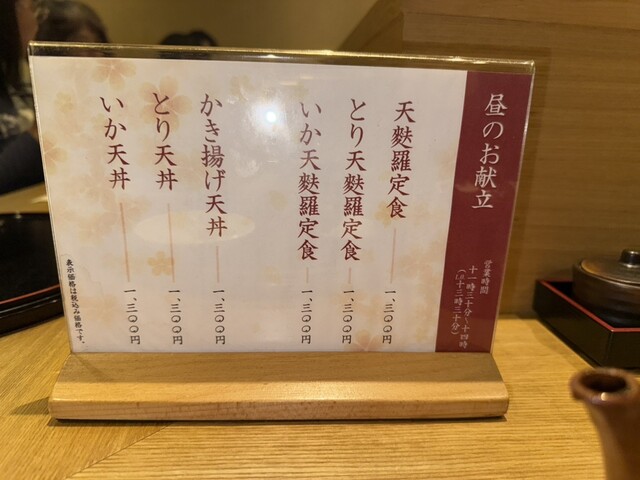 昼のお献立
営業時間
十一時三十分〜十四時
(L.O十三時三十分)
天麩羅定食 一、三〇〇円
とり天麩羅定食 一、三〇〇円
いか天麩羅定食 一、三〇〇円
かき揚げ天丼 一、三〇〇円
とり天丼 一、三〇〇円
いか天丼 一、三〇〇円
表示価格は税込み価格です。